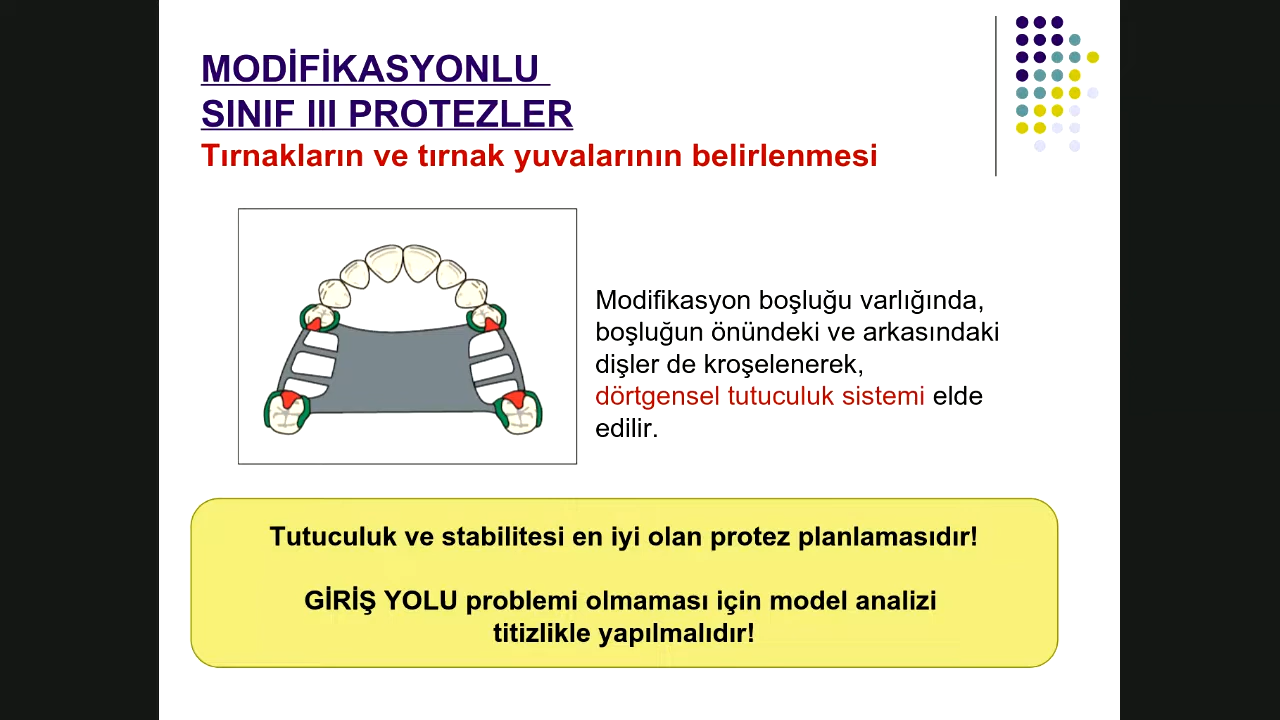 MODİFİKASYONLU
SINIF III PROTEZLER
Tırnakların ve tırnak yuvalarının belirlenmesi
Modifikasyon boşluğu varlığında,
boşluğun önündeki ve arkasındaki
dişler de kroşelenerek,
dörtgensel tutuculuk sistemi elde
edilir.
Tutuculuk ve stabilitesi en iyi olan protez planlamasıdır!
GİRİŞ YOLU problemi olmaması için model analizi
titizlikle yapılmalıdır!